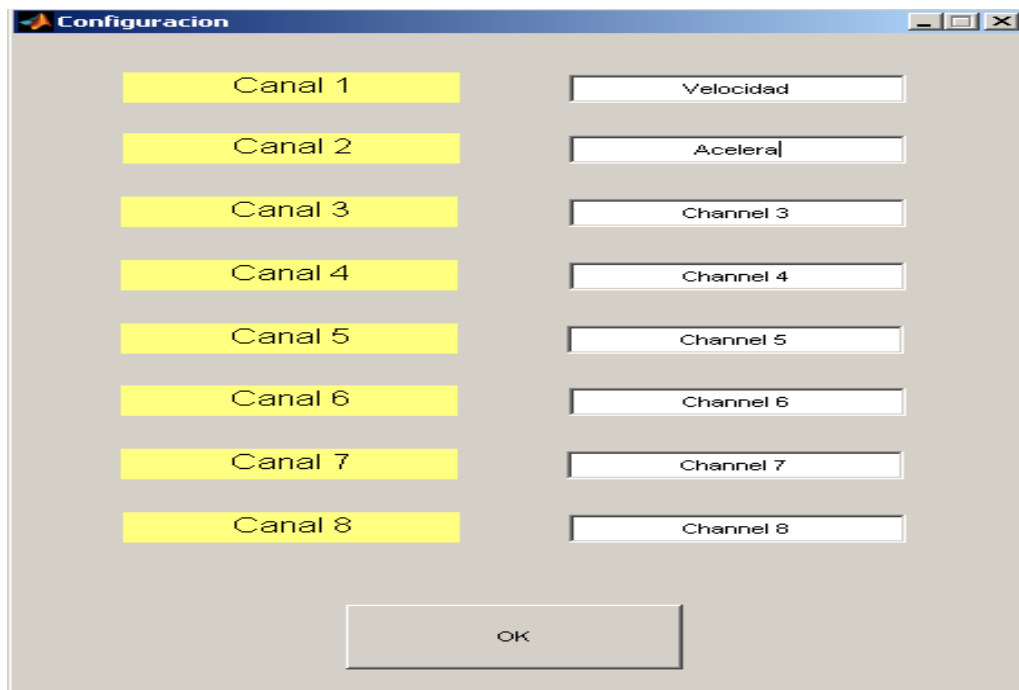 Configuracion
Canal 1 Velocidad
Canal 2 Acelera
Canal 3 Channel 3
Canal 4 Channel 4
Canal 5 Channel 5
Canal 6 Channel 6
Canal 7 Channel 7
Canal 8 Channel 8
OK